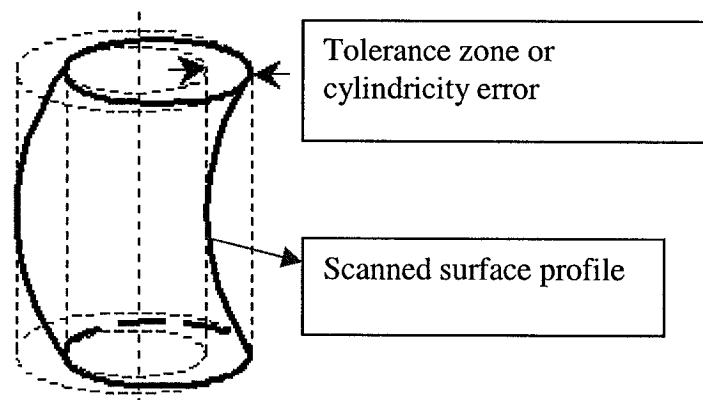 Tolerance zone or
cylindricity error
Scanned surface profile